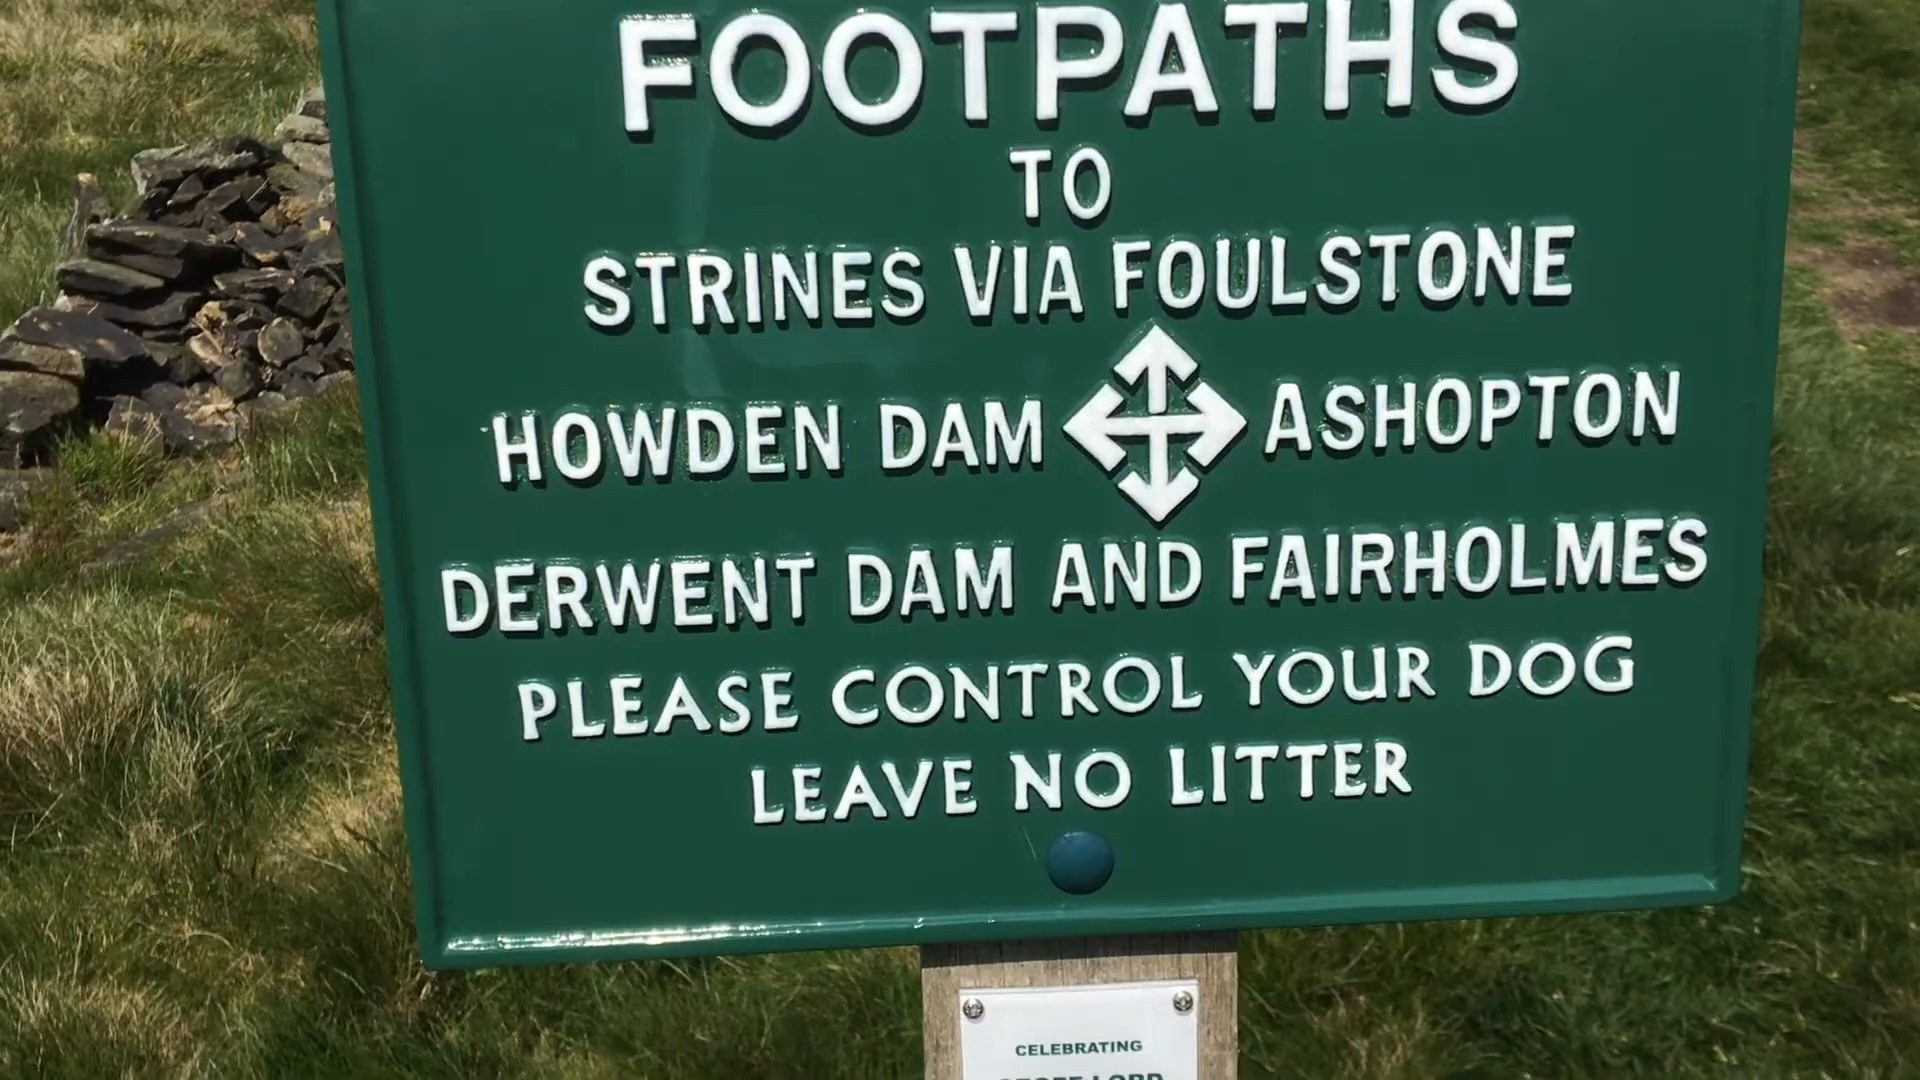 FOOTPATHS
TO
STRINES VIA FOULSTONE
HOWDEN DAM ASHOPTON
DERWENT DAM AND FAIRHOLMES
PLEASE CONTROL YOUR DOG
LEAVE NO LITTER
CELEBRATING
LORD